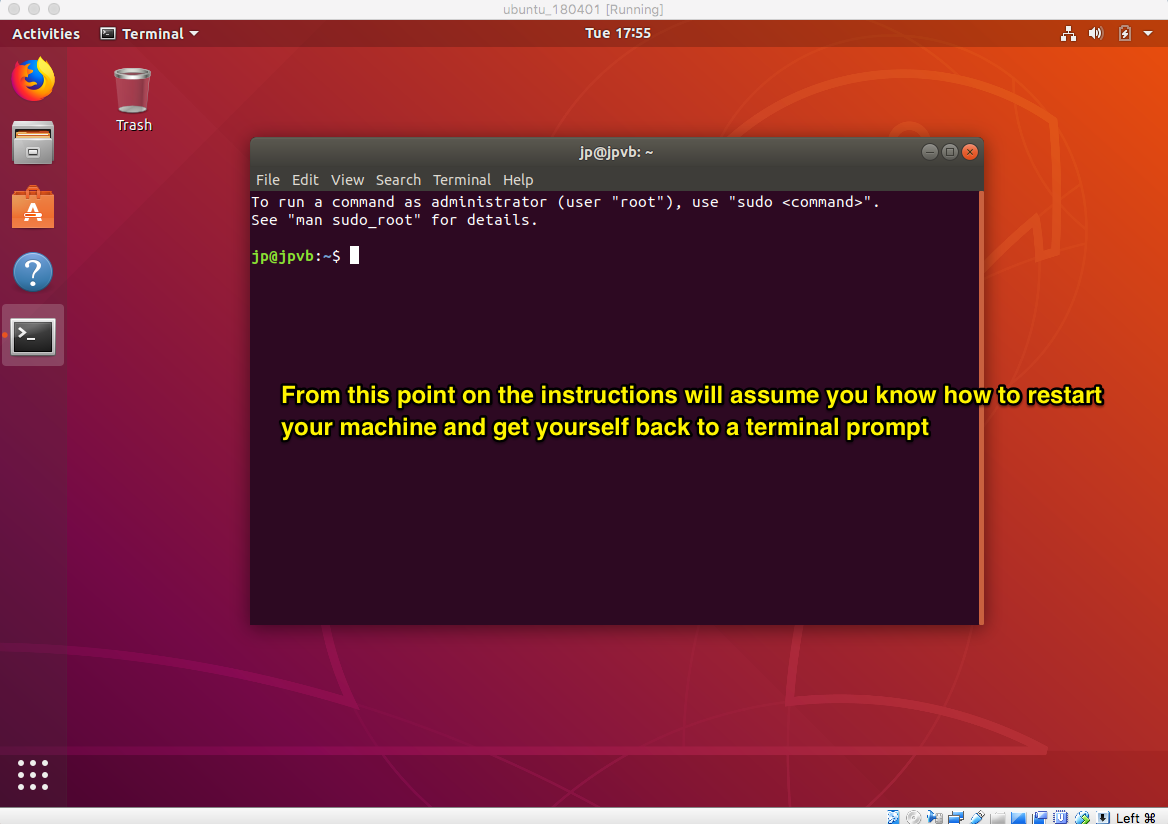 ubuntu_180401 [Running]
Activities Terminal Tue 17:55
Trash
jp@jpvb: ~
File Edit View Search Terminal Help
To run a command as administrator (user "root"), use "sudo <command>".
See "man sudo_root" for details.
jp@jpvb:~$
From this point on the instructions will assume you know how to restart
your machine and get yourself back to a terminal prompt
Left ⌘